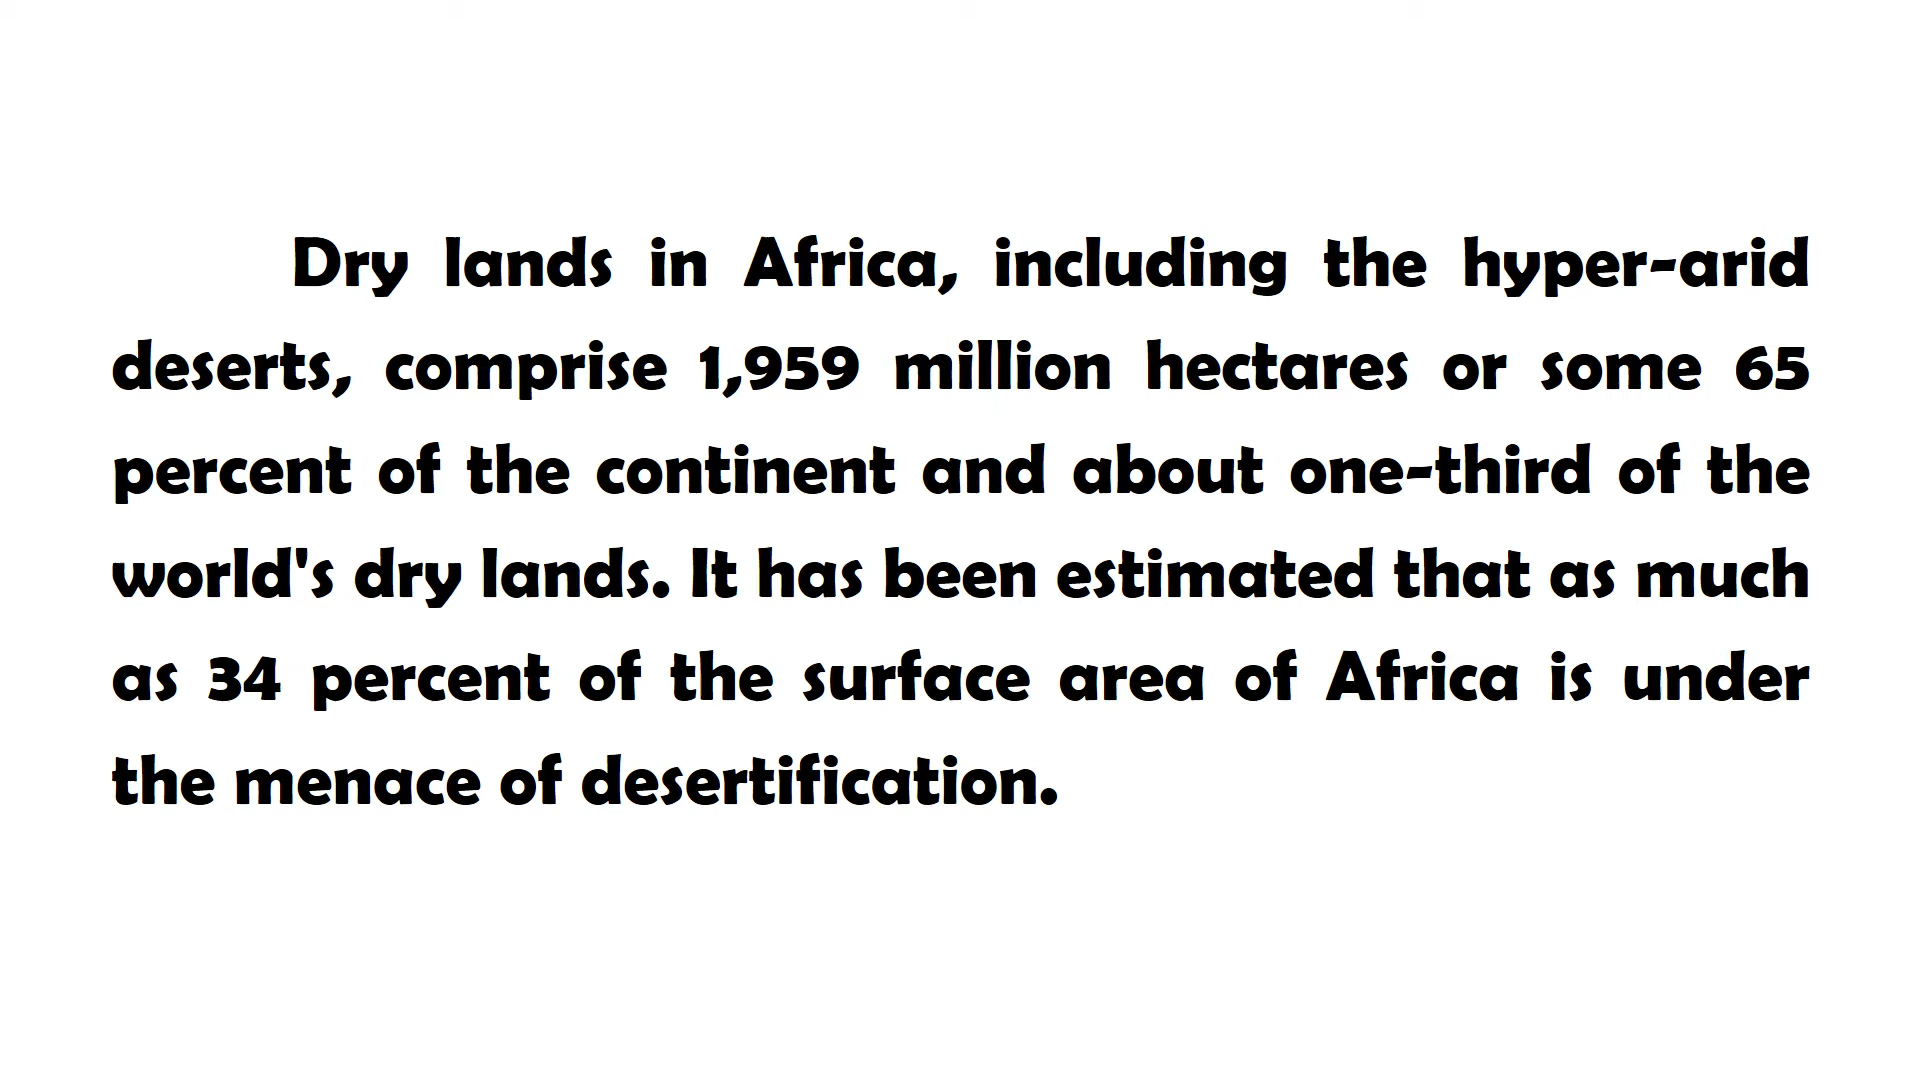 Dry lands in Africa, including the hyper-arid
deserts, comprise 1,959 million hectares or some 65
percent of the continent and about one-third of the
world's dry lands. It has been estimated that as much
as 34 percent of the surface area of Africa is under
the menace of desertification.